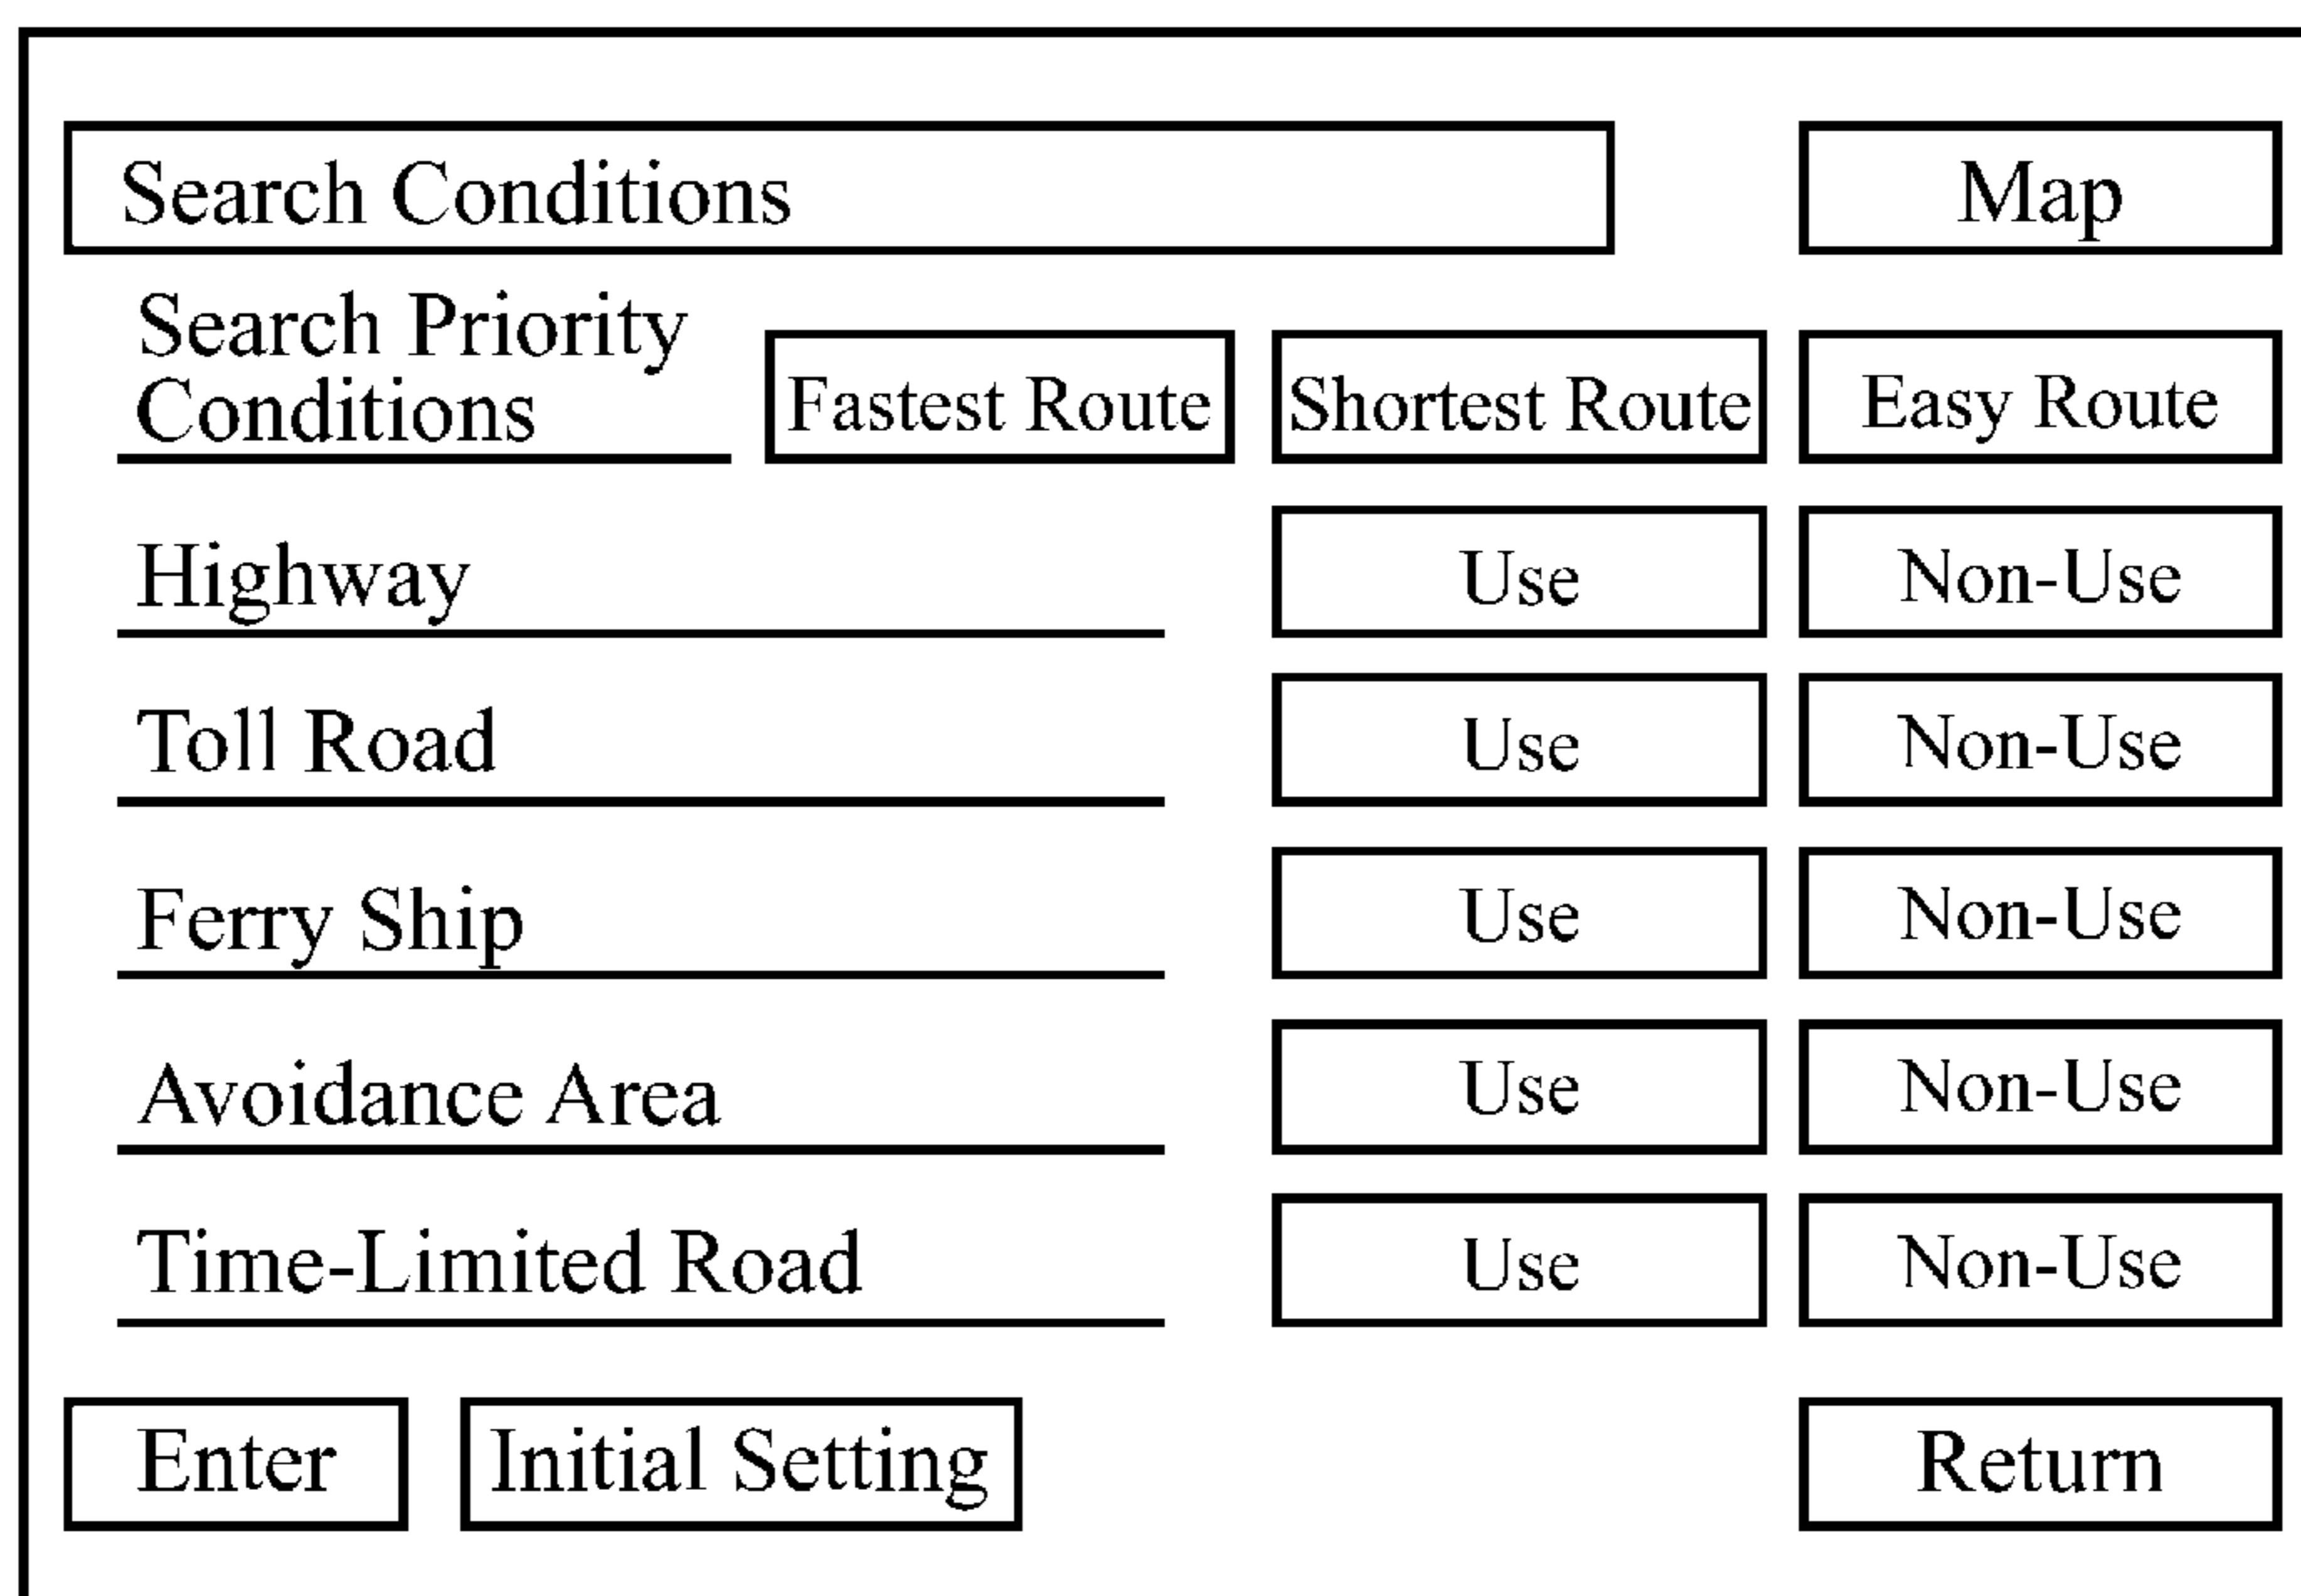 Search Conditions
Map
Search Priority
Conditions
Fastest Route
Shortest Route
Easy Route
Highway
Use
Non-Use
Toll Road
Use
Non-Use
Ferry Ship
Use
Non-Use
Avoidance Area
Use
Non-Use
Time-Limited Road
Use
Non-Use
Enter
Initial Setting
Return